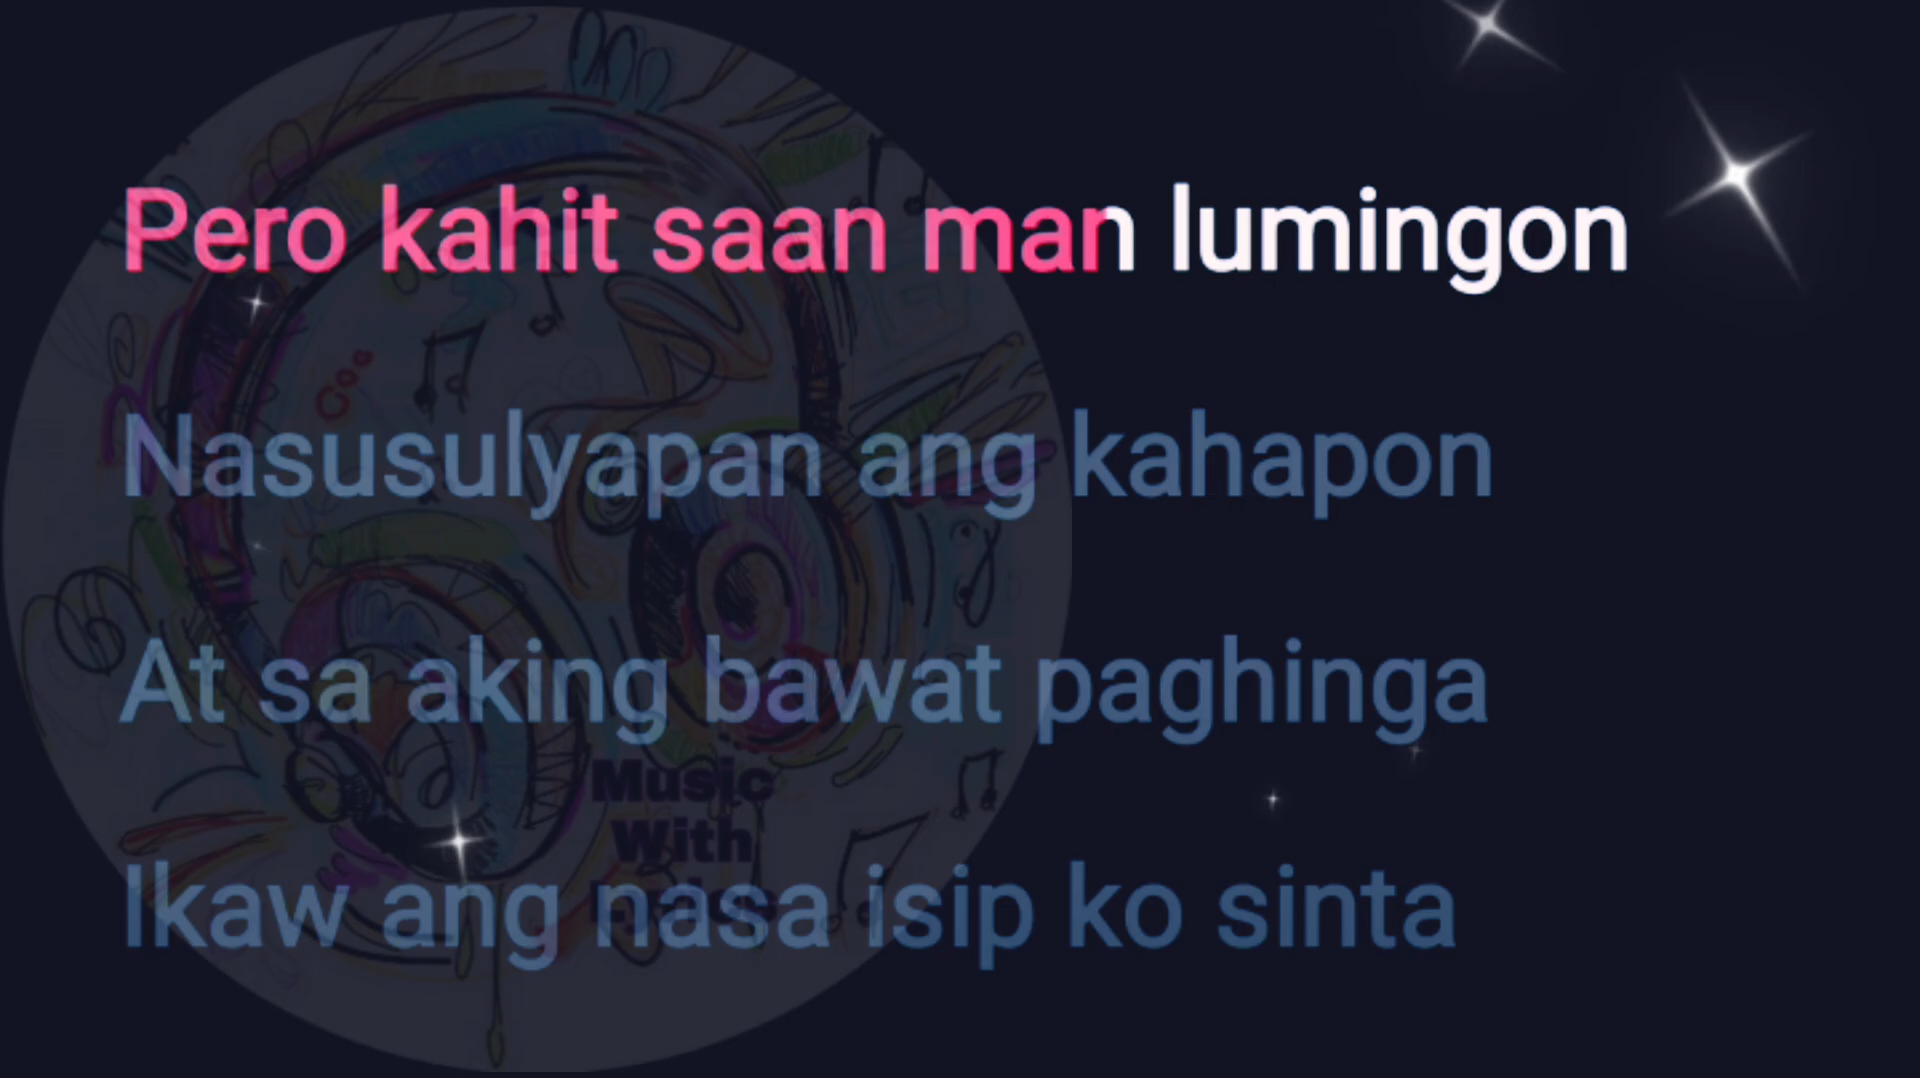 Pero kahit saan man lumingon
Nasusulyapan ang kahapon
At sa aking bawat paghinga
Ikaw ang nasa isip ko sinta
Music
With
Lyrics